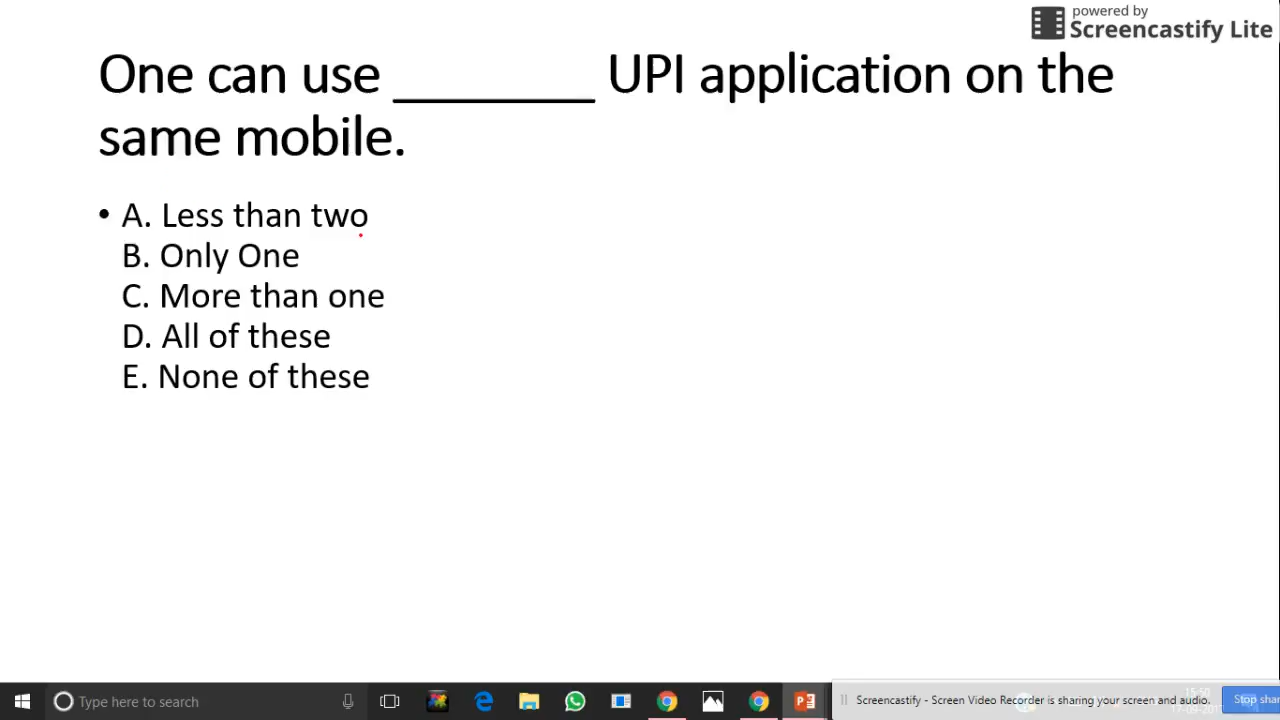 powered by
Screencastify Lite
One can use ________ UPI application on the
same mobile.
• A. Less than two
B. Only One
C. More than one
D. All of these
E. None of these
Type here to search
Screencastify - Screen Video Recorder is sharing your screen and audio.
Stop sha